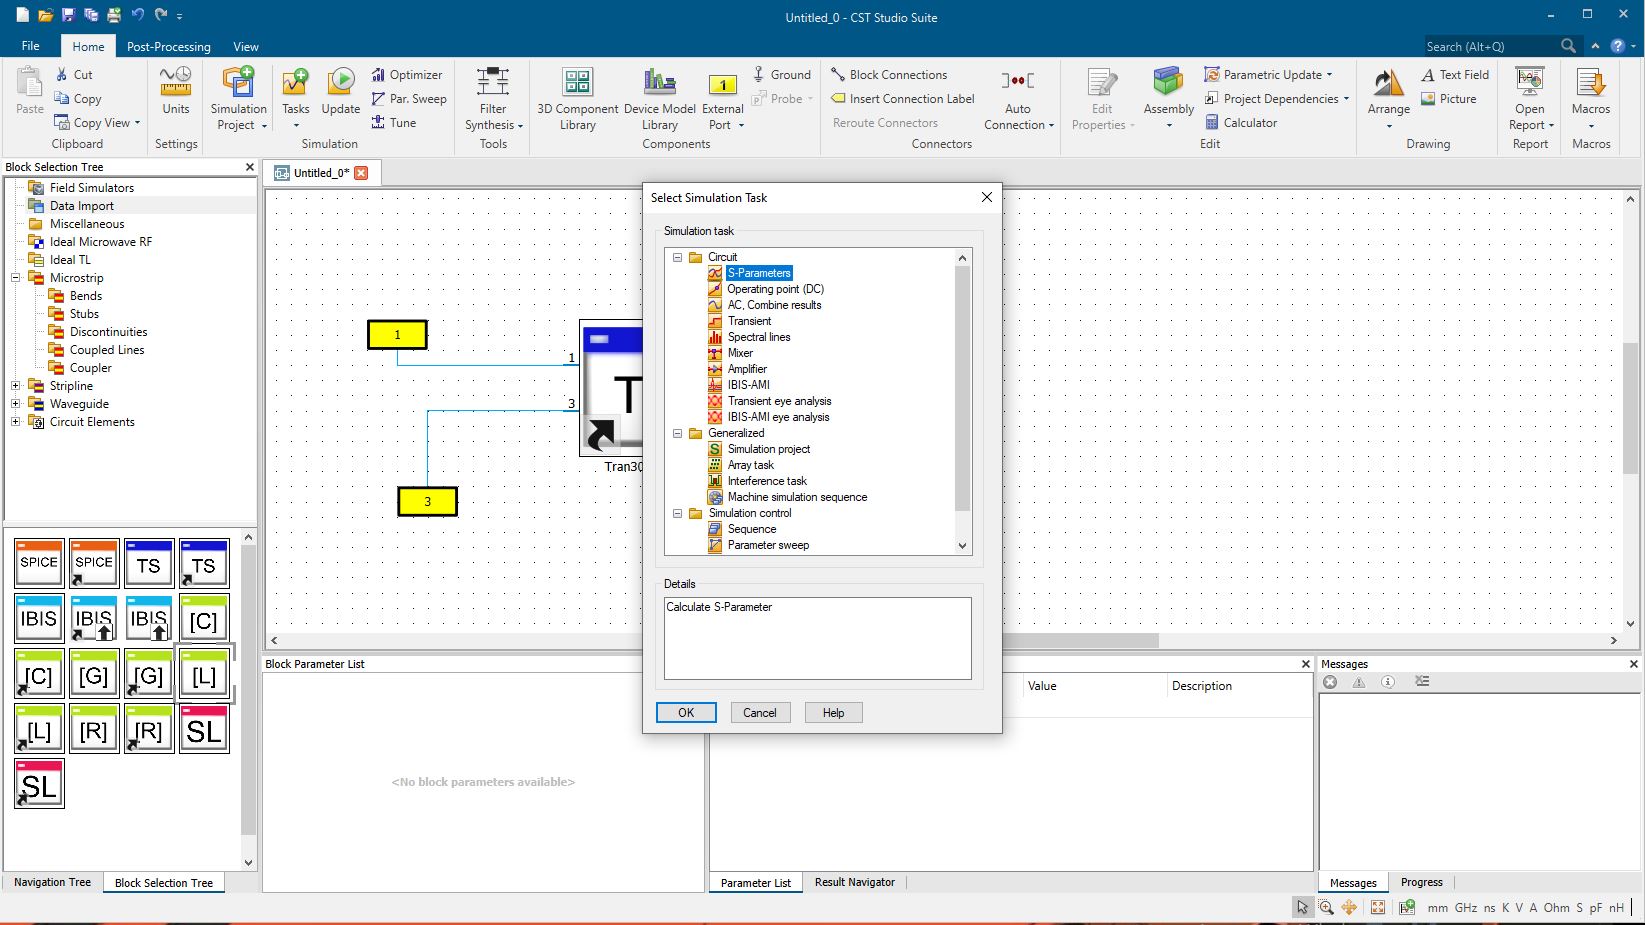 Untitled_0 - CST Studio Suite
File Home Post-Processing View
Search (Alt+Q)
Paste
Cut
Copy
Copy View
Clipboard
Units
Settings
Simulation Project
Tasks
Update
Optimizer
Par. Sweep
Tune
Simulation
Filter Synthesis
Tools
3D Component Library
Device Model Library
1
External Port
Ground
Probe
Components
Block Connections
Insert Connection Label
Reroute Connectors
Auto Connection
Connectors
Edit Properties
Assembly
Parametric Update
Project Dependencies
Calculator
Edit
Arrange
A Text Field
Picture
Drawing
Open Report
Report
Macros
Macros
Block Selection Tree
Field Simulators
Data Import
Miscellaneous
Ideal Microwave RF
Ideal TL
Microstrip
Bends
Stubs
Discontinuities
Coupled Lines
Coupler
Stripline
Waveguide
Circuit Elements
SPICE SPICE TS TS
IBIS IBIS IBIS [C]
[C] [G] [G] [L]
[L] [R] [R] SL
SL
Navigation Tree Block Selection Tree
Untitled_0*
1
1
3
3
T
Tran30
Select Simulation Task
Simulation task
Circuit
S-Parameters
Operating point (DC)
AC, Combine results
Transient
Spectral lines
Mixer
Amplifier
IBIS-AMI
Transient eye analysis
IBIS-AMI eye analysis
Generalized
Simulation project
Array task
Interference task
Machine simulation sequence
Simulation control
Sequence
Parameter sweep
Details
Calculate S-Parameter
OK Cancel Help
Block Parameter List
<No block parameters available>
Value Description
Parameter List Result Navigator
Messages
Messages Progress
mm GHz ns K V A Ohm S pF nH